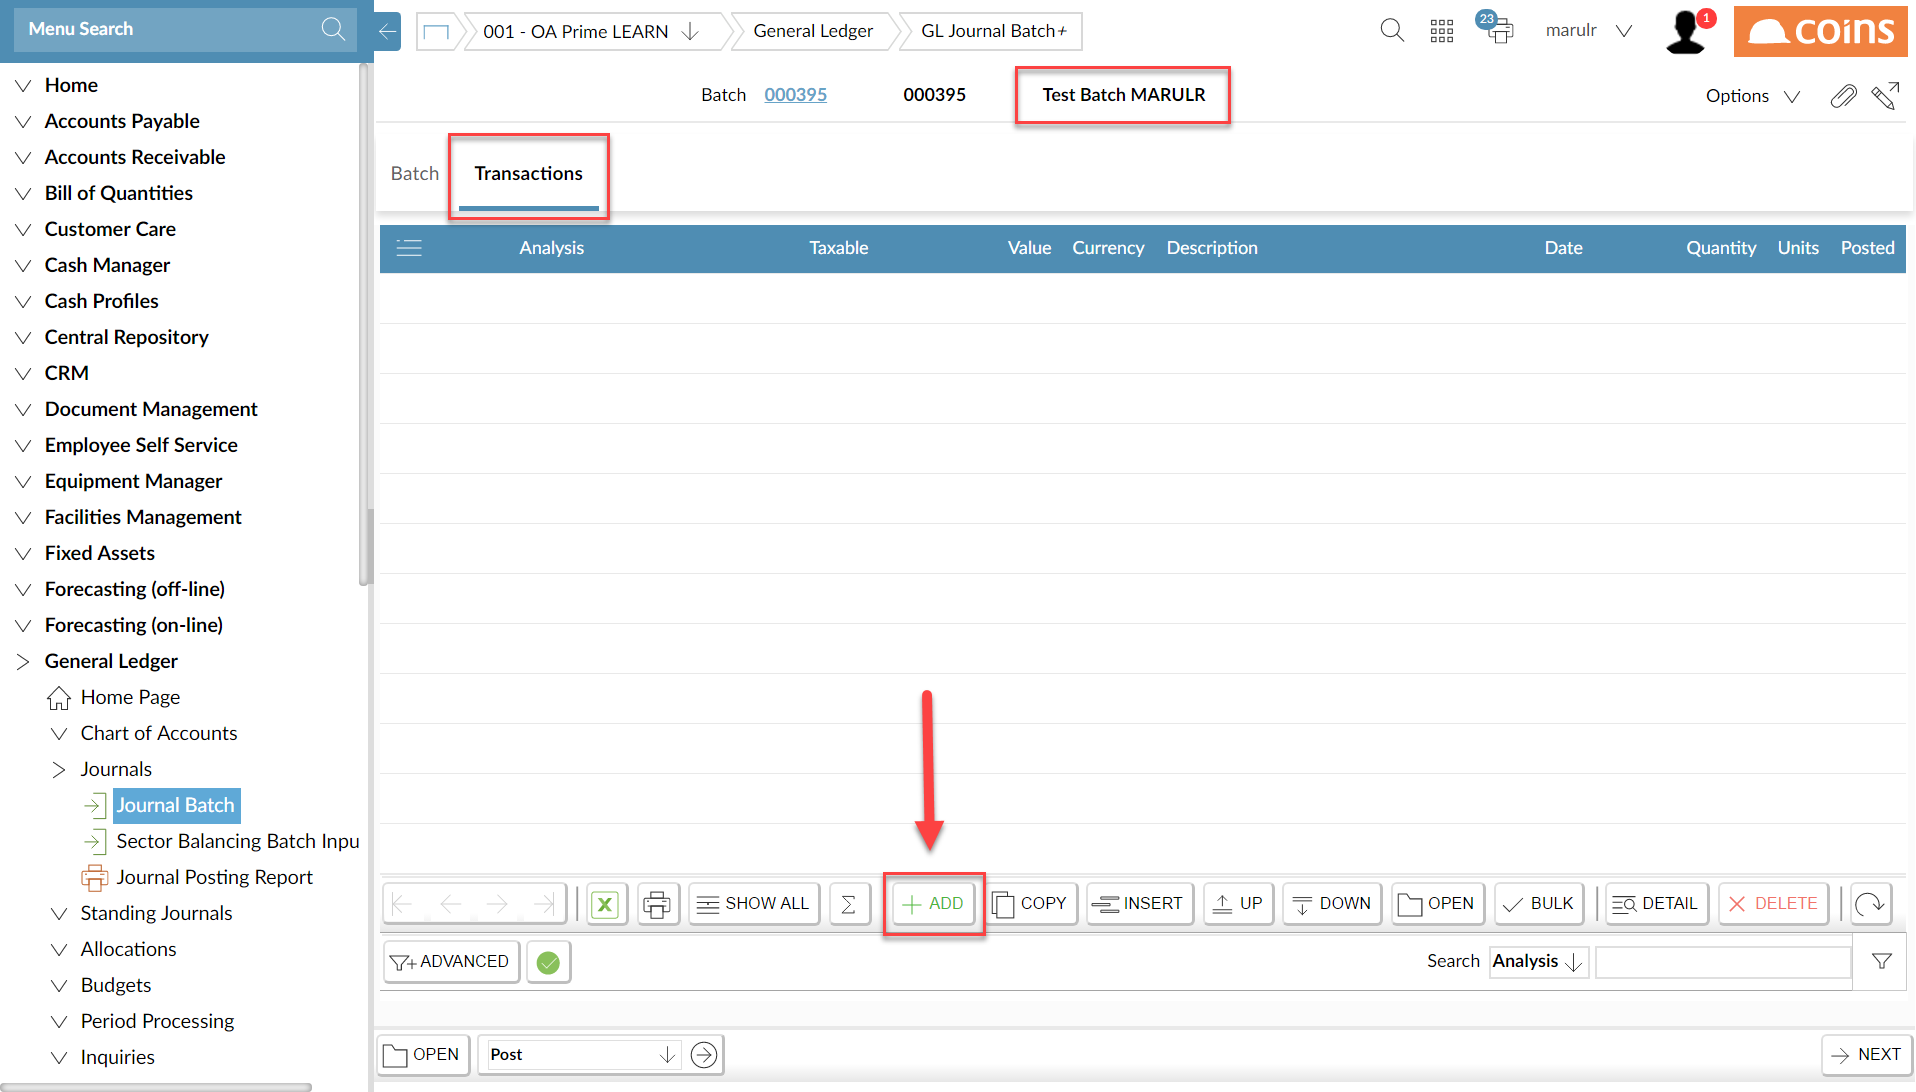 Menu Search
001 - OA Prime LEARN
General Ledger
GL Journal Batch+
23
marulr
1
coins
Batch 000395 000395 Test Batch MARULR
Options
Batch Transactions
Analysis Taxable Value Currency Description Date Quantity Units Posted
Home
Accounts Payable
Accounts Receivable
Bill of Quantities
Customer Care
Cash Manager
Cash Profiles
Central Repository
CRM
Document Management
Employee Self Service
Equipment Manager
Facilities Management
Fixed Assets
Forecasting (off-line)
Forecasting (on-line)
General Ledger
Home Page
Chart of Accounts
Journals
Journal Batch
Sector Balancing Batch Inpu
Journal Posting Report
Standing Journals
Allocations
Budgets
Period Processing
Inquiries
SHOW ALL Σ ADD COPY INSERT UP DOWN OPEN BULK DETAIL DELETE
ADVANCED
Search Analysis
OPEN Post
NEXT